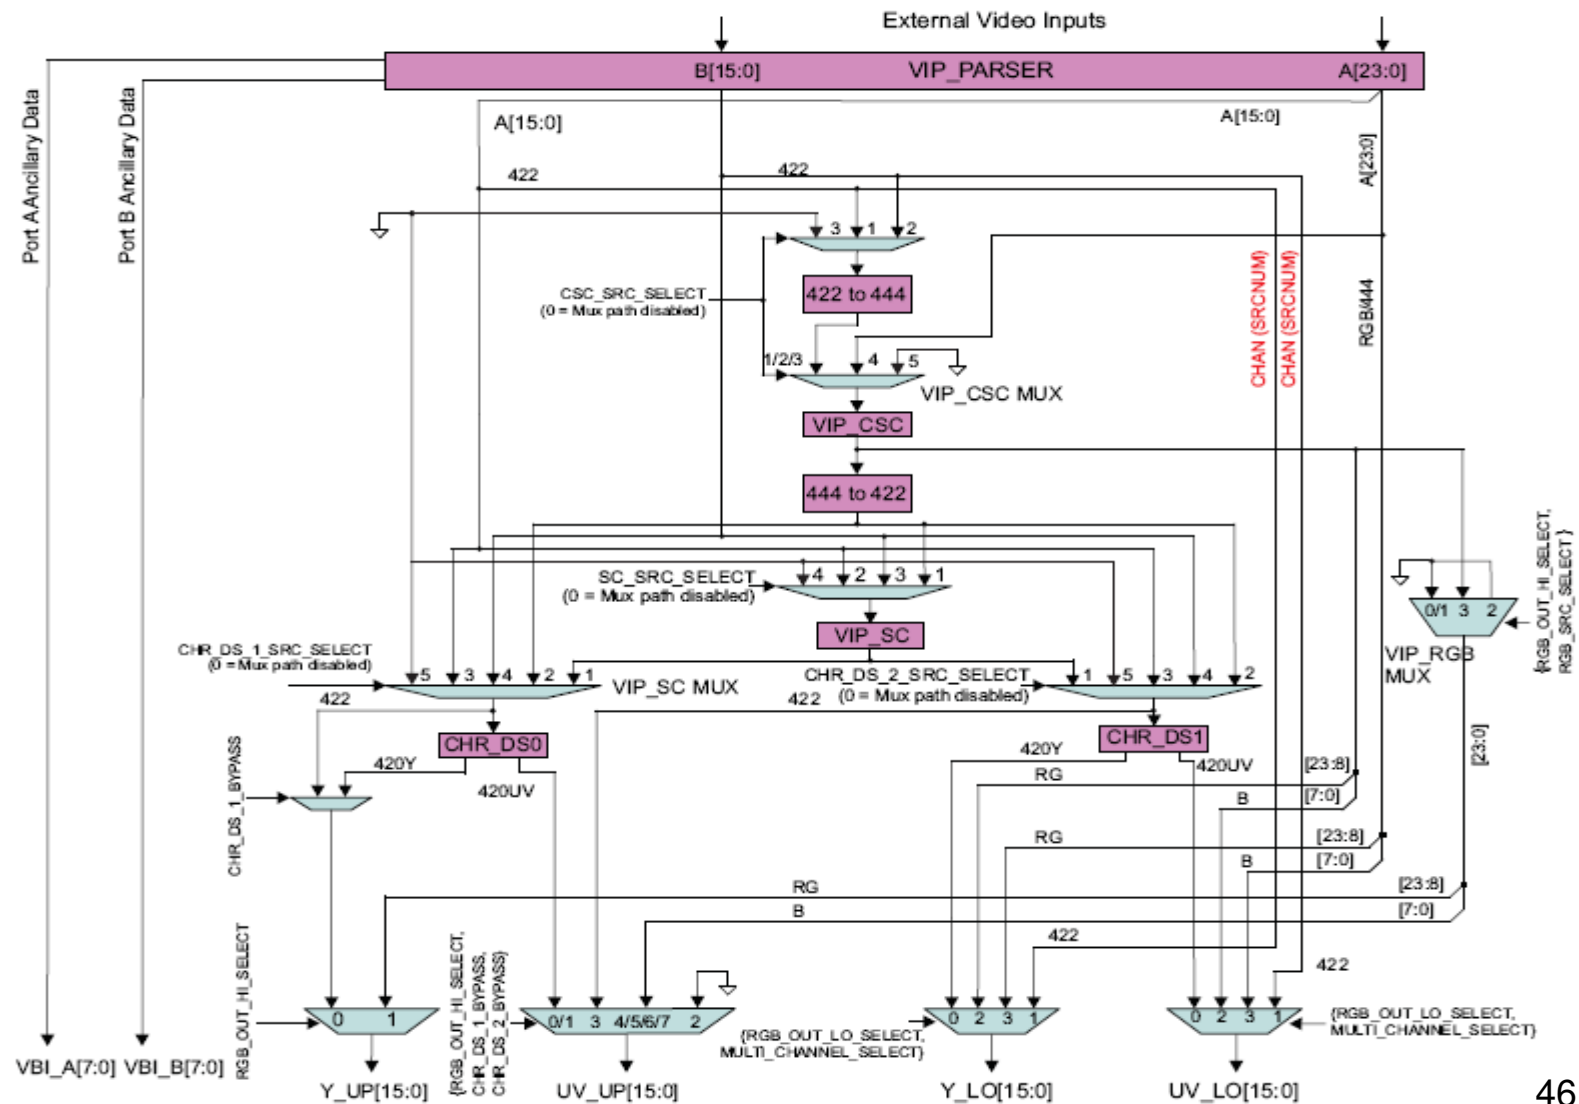 External Video Inputs
B[15:0] VIP_PARSER A[23:0]
Port A Ancillary Data
Port B Ancillary Data
A[15:0]
A[15:0]
A[23:0]
422
422
3 1 2
CSC_SRC_SELECT
(0 = Mux path disabled)
422 to 444
CHAN (SRCNUM)
CHAN (SRCNUM)
RGB/444
1/2/3 4 5
VIP_CSC MUX
VIP_CSC
444 to 422
SC_SRC_SELECT
(0 = Mux path disabled)
4 2 3 1
VIP_SC
0/1 3 2
VIP_RGB
MUX
{RGB_OUT_HI_SELECT,
RGB_SRC_SELECT}
CHR_DS_1_SRC_SELECT
(0 = Mux path disabled)
5 3 4 2 1
VIP_SC MUX
CHR_DS_2_SRC_SELECT
(0 = Mux path disabled)
1 5 3 4 2
422
422
CHR_DS0
CHR_DS1
420Y
420UV
420Y
420UV
[23:0]
CHR_DS_1_BYPASS
RG
[23:8]
B
[7:0]
RG
[23:8]
B
[7:0]
RG
[23:8]
B
[7:0]
422
422
RGB_OUT_HI_SELECT
0 1
{RGB_OUT_HI_SELECT,
CHR_DS_1_BYPASS,
CHR_DS_2_BYPASS}
0/1 3 4/5/6/7 2
{RGB_OUT_LO_SELECT,
MULTI_CHANNEL_SELECT}
0 2 3 1
0 2 3 1
{RGB_OUT_LO_SELECT,
MULTI_CHANNEL_SELECT}
VBI_A[7:0] VBI_B[7:0]
Y_UP[15:0]
UV_UP[15:0]
Y_LO[15:0]
UV_LO[15:0]
46